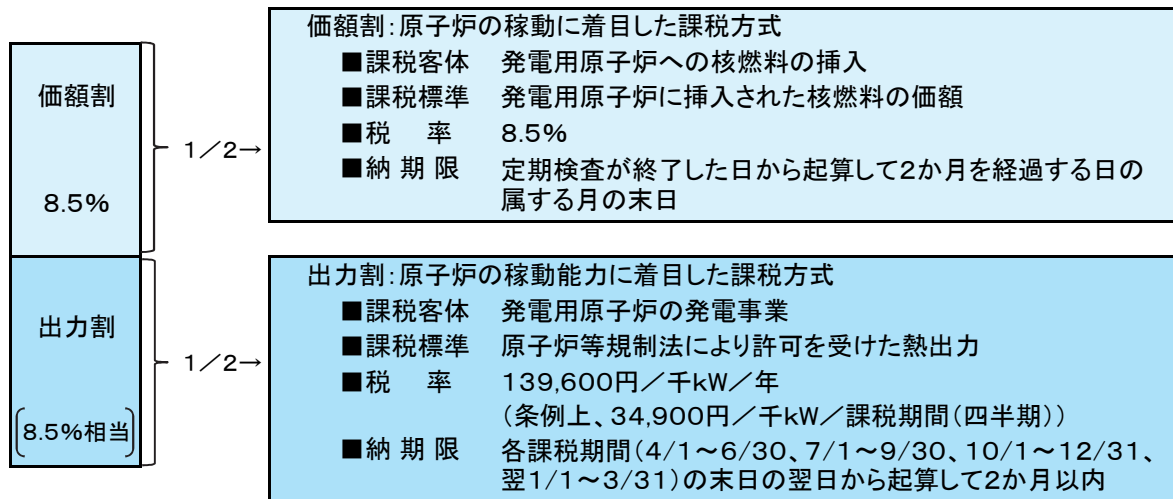 価額割
8.5%
1／2→
価額割：原子炉の稼動に着目した課税方式
■課税客体　発電用原子炉への核燃料の挿入
■課税標準　発電用原子炉に挿入された核燃料の価額
■税　率　8.5%
■納 期 限　定期検査が終了した日から起算して2か月を経過する日の
属する月の末日
出力割
[8.5%相当]
1／2→
出力割：原子炉の稼動能力に着目した課税方式
■課税客体　発電用原子炉の発電事業
■課税標準　原子炉等規制法により許可を受けた熱出力
■税　率　139,600円／千kW／年
（条例上、34,900円／千kW／課税期間（四半期））
■納 期 限　各課税期間（4/1～6/30、7/1～9/30、10/1～12/31、
翌1/1～3/31）の末日の翌日から起算して2か月以内